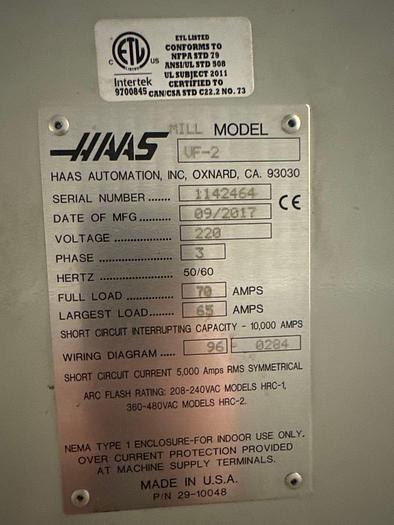 ETL LISTED
CONFORMS TO
NFPA STD 79
ANSI/UL STD 508
UL SUBJECT 2011
CERTIFIED TO
CAN/CSA STD C22.2 NO. 73
C ETL US
Intertek
9700845
HAAS MILL MODEL
VF-2
HAAS AUTOMATION, INC, OXNARD, CA. 93030
SERIAL NUMBER ....... 1142464
DATE OF MFG .......... 09/2017 CE
VOLTAGE ................ 220
PHASE .................... 3
HERTZ 50/60
FULL LOAD ............. 70 AMPS
LARGEST LOAD ...... 65 AMPS
SHORT CIRCUIT INTERRUPTING CAPACITY - 10,000 AMPS
WIRING DIAGRAM ..... 96 - 0284
SHORT CIRCUIT CURRENT 5,000 Amps RMS SYMMETRICAL
ARC FLASH RATING: 208-240VAC MODELS HRC-1,
360-480VAC MODELS HRC-2.
NEMA TYPE 1 ENCLOSURE-FOR INDOOR USE ONLY.
OVER CURRENT PROTECTION PROVIDED
AT MACHINE SUPPLY TERMINALS.
MADE IN U.S.A.
P/N 29-10048